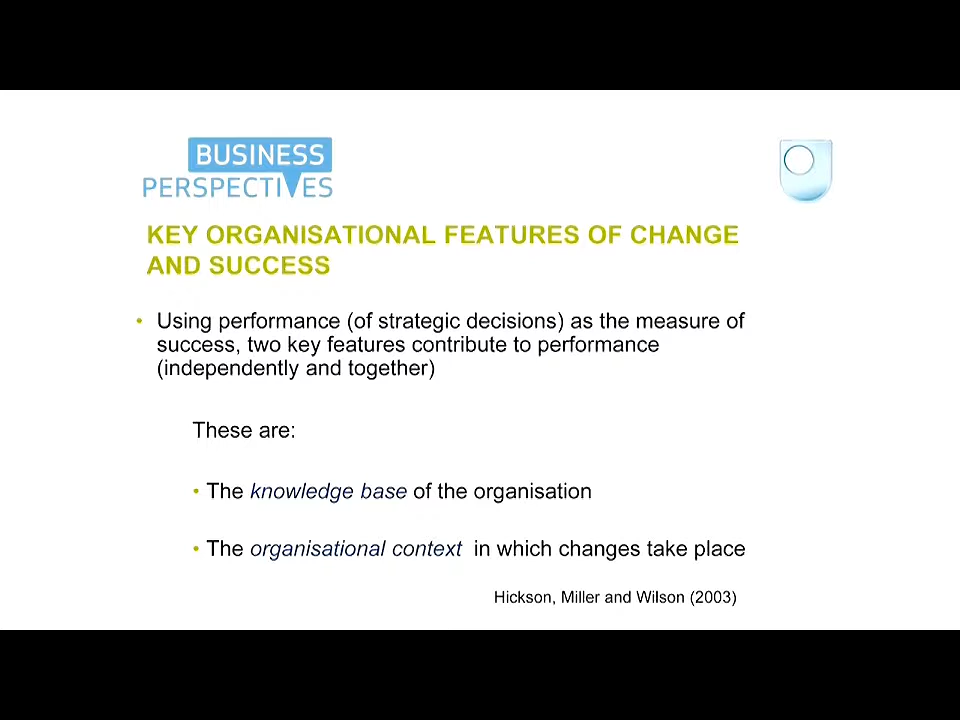 BUSINESS
PERSPECTIVES
KEY ORGANISATIONAL FEATURES OF CHANGE
AND SUCCESS
• Using performance (of strategic decisions) as the measure of
success, two key features contribute to performance
(independently and together)
These are:
• The knowledge base of the organisation
• The organisational context in which changes take place
Hickson, Miller and Wilson (2003)